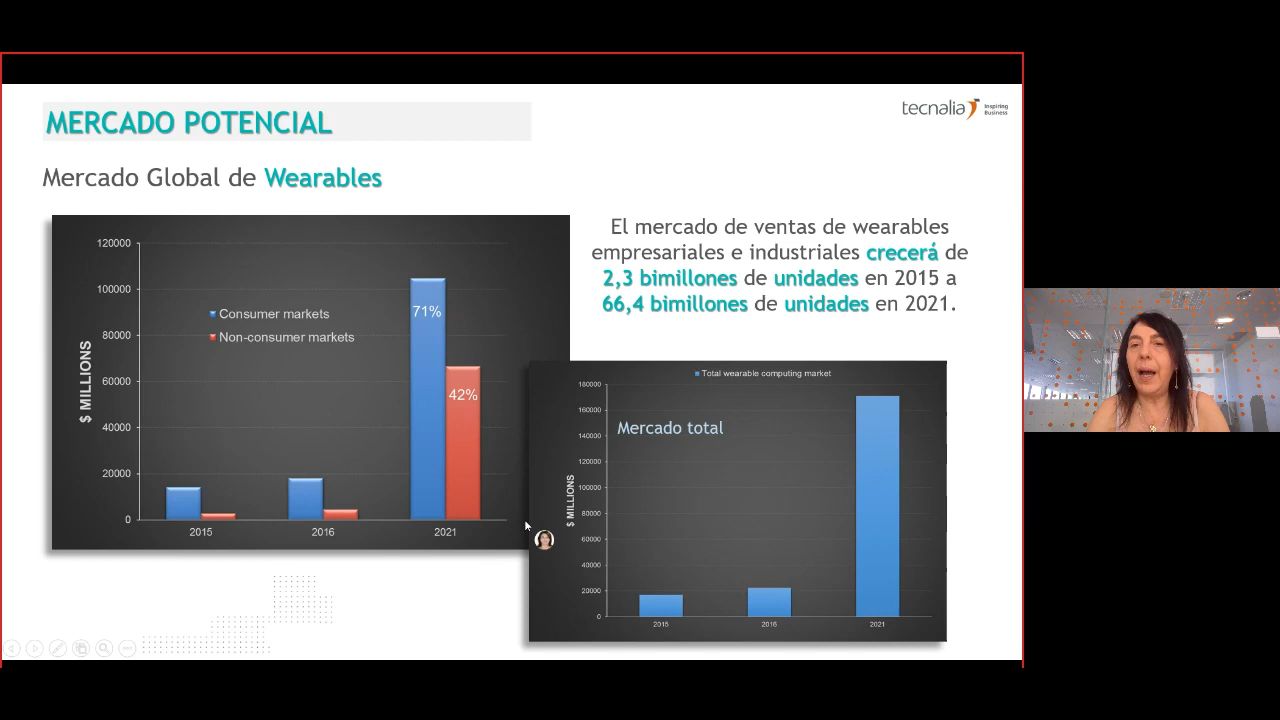 MERCADO POTENCIAL
tecnalia Inspiring
Business
Mercado Global de Wearables
120000
100000
80000
60000
40000
20000
0
$ MILLIONS
Consumer markets
Non-consumer markets
71%
42%
2015
2016
2021
El mercado de ventas de wearables
empresariales e industriales crecerá de
2,3 bimillones de unidades en 2015 a
66,4 bimillones de unidades en 2021.
Total wearable computing market
Mercado total
180000
160000
140000
120000
100000
80000
60000
40000
20000
0
$ MILLIONS
2015
2016
2021